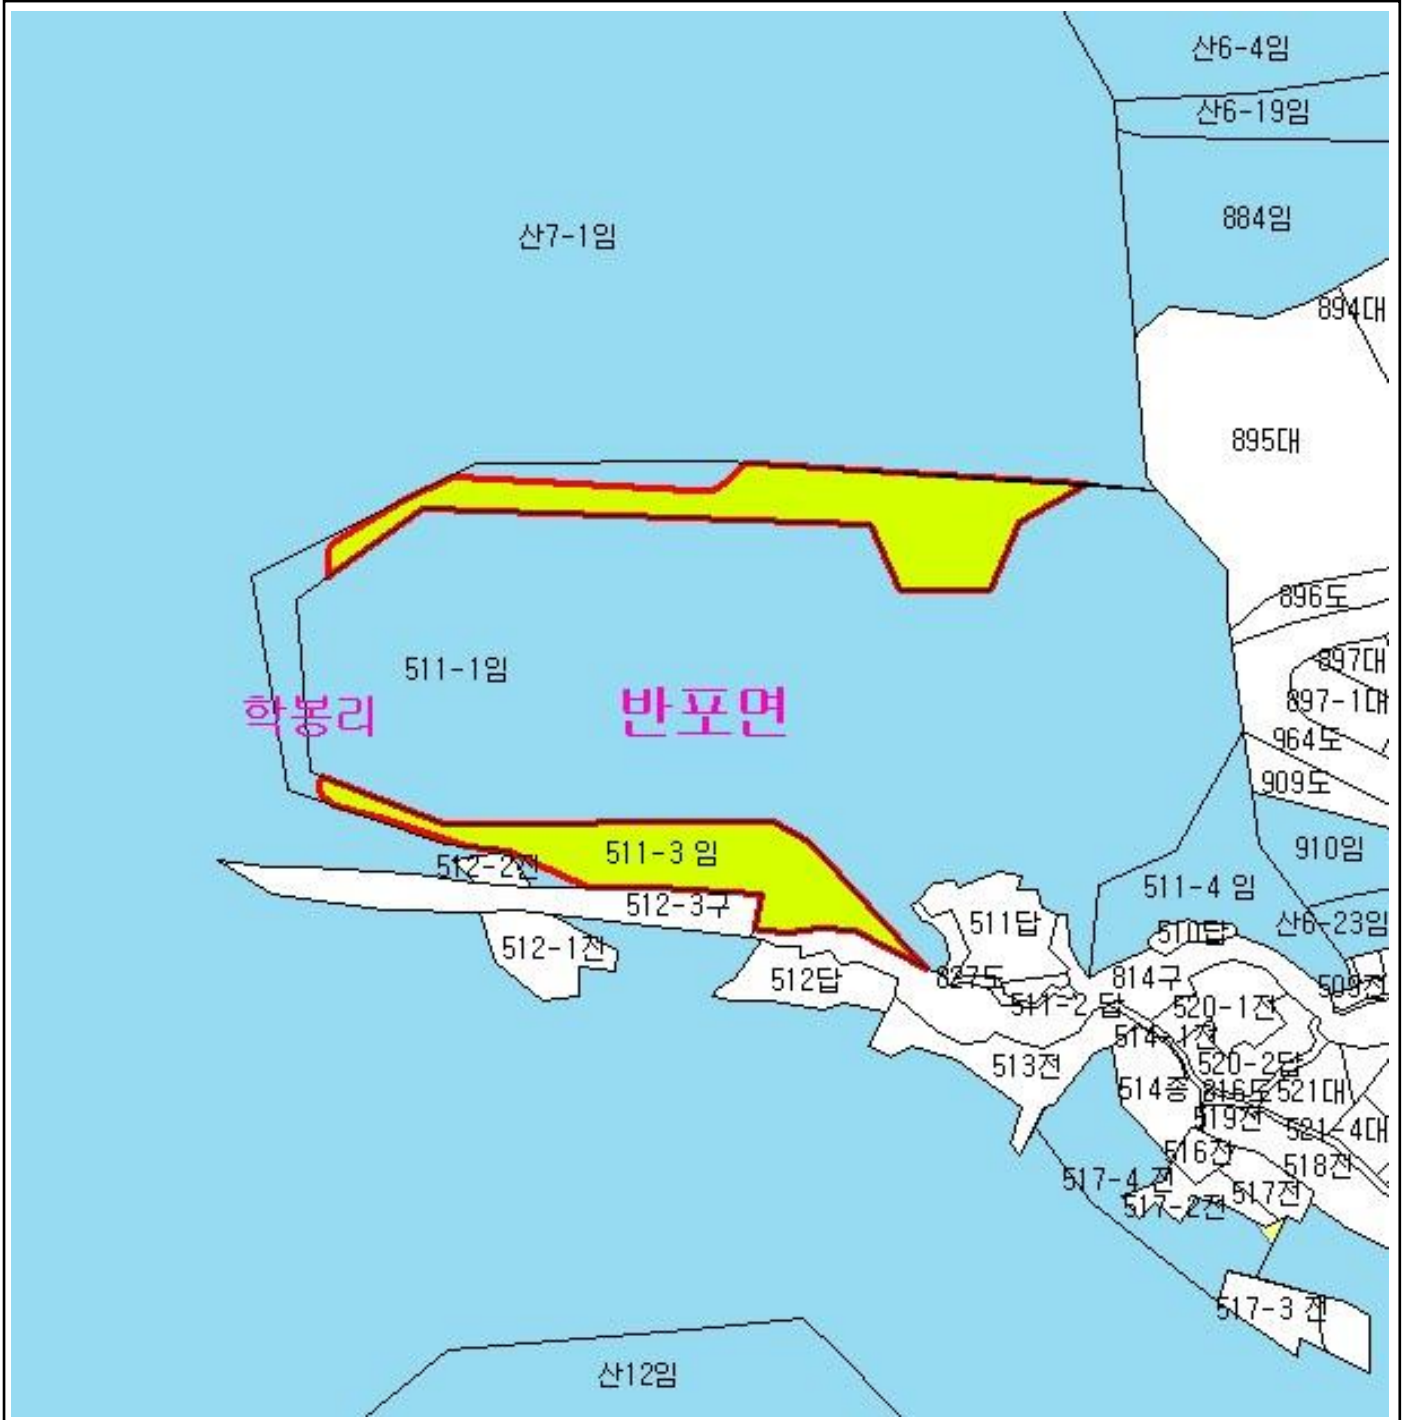 산6-4임
산6-19임
884임
산7-1임
894대
895대
896도
897대
897-1대
964도
909도
511-1임
반포면
학봉리
910임
511-3 임
512-2전
511-4 임
512-3구
511답
510답
산6-23임
512-1전
512답
827도
814구
509전
511-2 답
520-1전
514-1전
513전
520-2답
514종
816도
521대
519전
521-4대
516전
518전
517-4 전
517전
517-2전
517-3 전
산12임